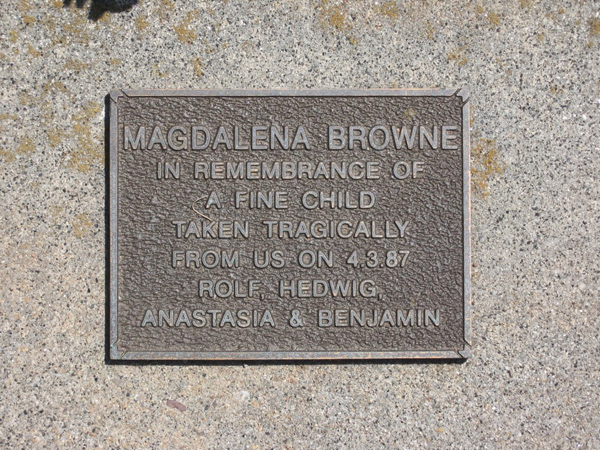 MAGDALENA BROWNE
IN REMEMBRANCE OF
A FINE CHILD
TAKEN TRAGICALLY
FROM US ON 4.3.87
ROLF, HEDWIG,
ANASTASIA & BENJAMIN